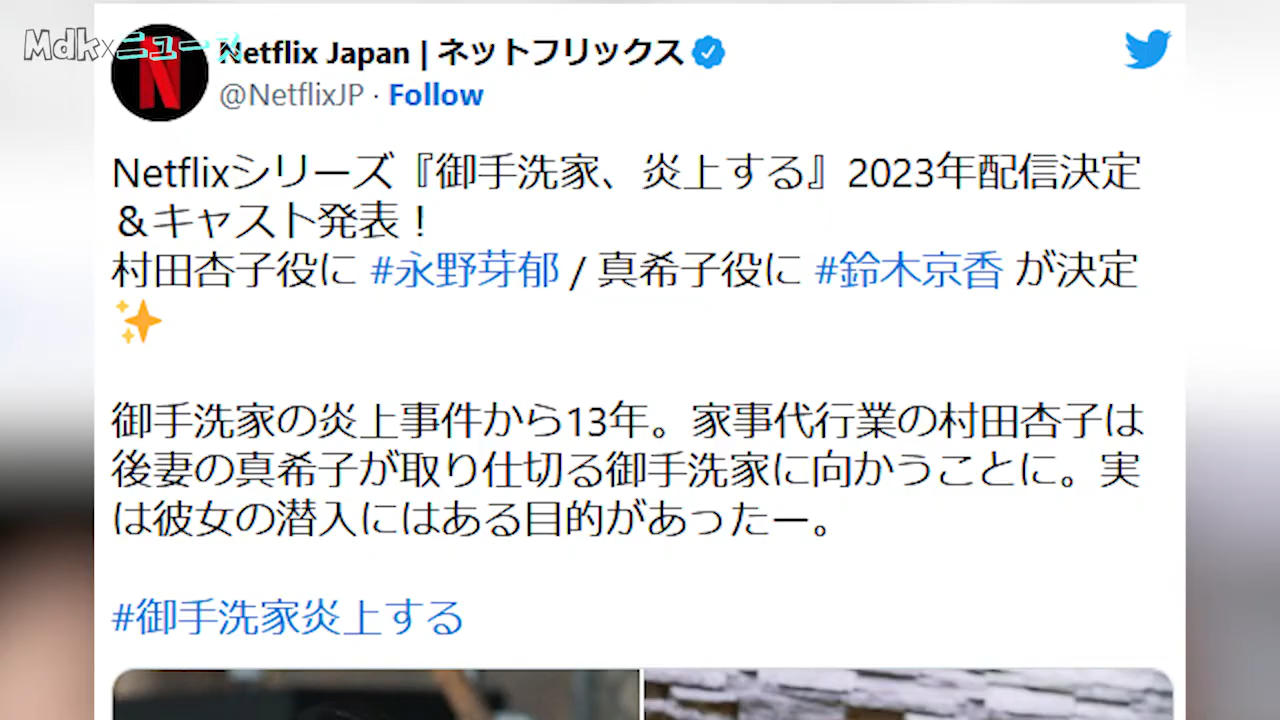 Mdkxニュース
Netflix Japan | ネットフリックス
@NetflixJP · Follow
Netflixシリーズ『御手洗家、炎上する』2023年配信決定
＆キャスト発表！
村田杏子役に #永野芽郁 / 真希子役に #鈴木京香 が決定
✨
御手洗家の炎上事件から13年。家事代行業の村田杏子は
後妻の真希子が取り仕切る御手洗家に向かうことに。実
は彼女の潜入にはある目的があったー。
#御手洗家炎上する